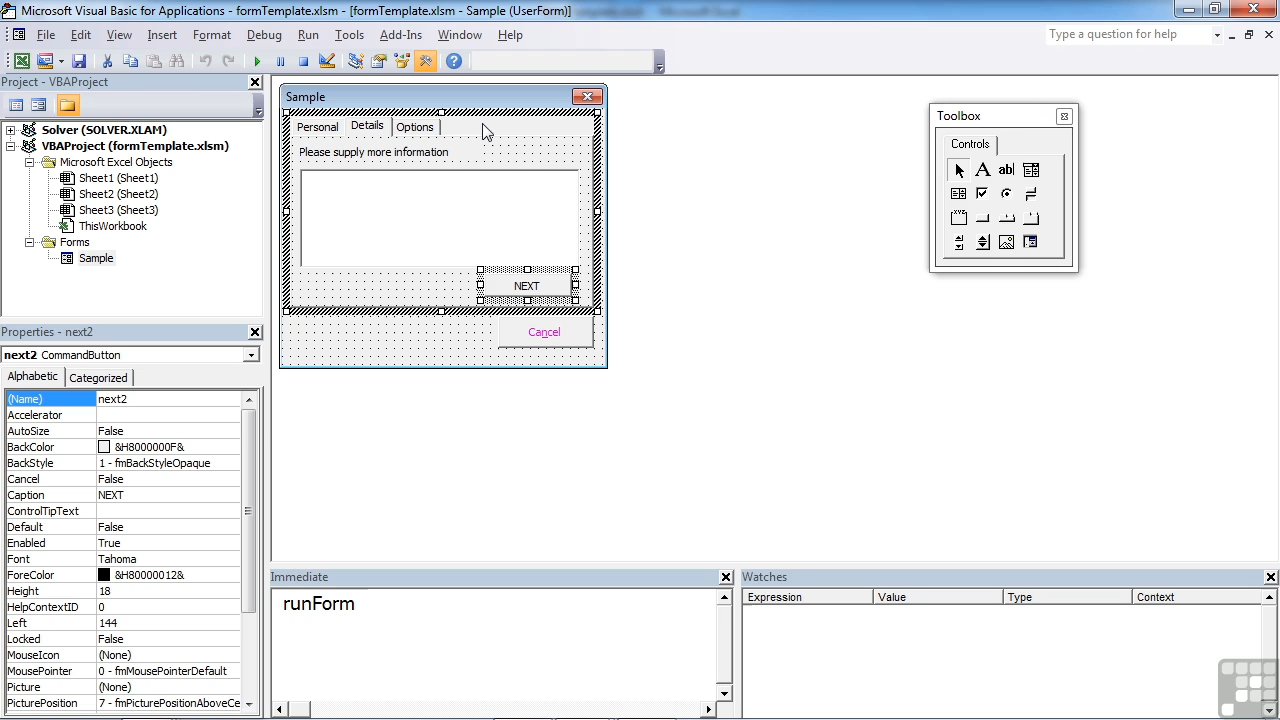 Microsoft Visual Basic for Applications - formTemplate.xlsm - [formTemplate.xlsm - Sample (UserForm)]
File Edit View Insert Format Debug Run Tools Add-Ins Window Help
Type a question for help
Project - VBAProject
Solver (SOLVER.XLAM)
VBAProject (formTemplate.xlsm)
Microsoft Excel Objects
Sheet1 (Sheet1)
Sheet2 (Sheet2)
Sheet3 (Sheet3)
ThisWorkbook
Forms
Sample
Properties - next2
next2 CommandButton
Alphabetic Categorized
(Name) next2
Accelerator
AutoSize False
BackColor &H8000000F&
BackStyle 1 - fmBackStyleOpaque
Cancel False
Caption NEXT
ControlTipText
Default False
Enabled True
Font Tahoma
ForeColor &H80000012&
Height 18
HelpContextID 0
Left 144
Locked False
MouseIcon (None)
MousePointer 0 - fmMousePointerDefault
Picture (None)
PicturePosition 7 - fmPicturePositionAboveCe
Sample
Personal Details Options
Please supply more information
NEXT
Cancel
Toolbox
Controls
A ab|
XYZ
Immediate
runForm
Watches
Expression Value Type Context